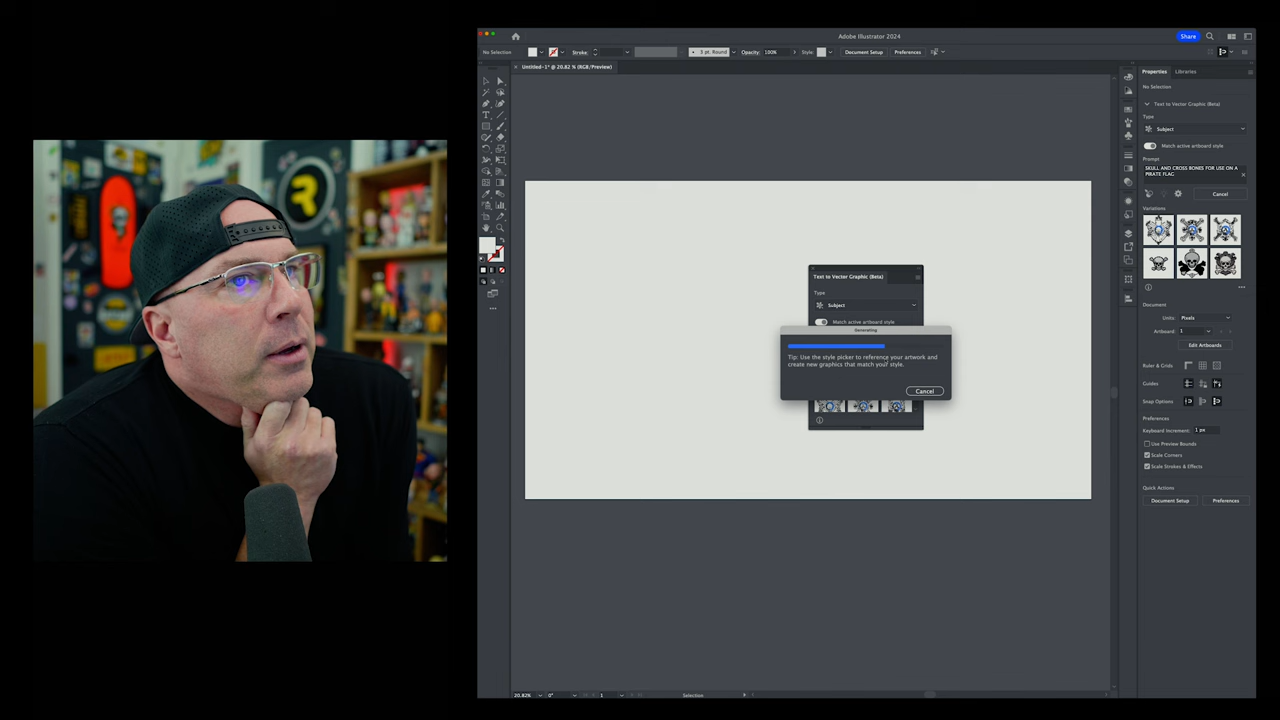 Adobe Illustrator 2024
Share
No Selection
Stroke:
3 pt. Round
Opacity:
100%
Style:
Document Setup
Preferences
Untitled-1* @ 20.82 % (RGB/Preview)
Properties
Libraries
No Selection
Text to Vector Graphic (Beta)
Type
Subject
Match active artboard style
Prompt
SKULL AND CROSS BONES FOR USE ON A
PIRATE FLAG
Cancel
Variations
Text to Vector Graphic (Beta)
Type
Subject
Match active artboard style
Generating
Tip: Use the style picker to reference your artwork and
create new graphics that match your style.
Cancel
Document
Units:
Pixels
Artboard:
1
Edit Artboards
Ruler & Grids
Guides
Snap Options
Preferences
Keyboard Increment:
1 px
Use Preview Bounds
Scale Corners
Scale Strokes & Effects
Quick Actions
Document Setup
Preferences
20.82%
0°
1
Selection